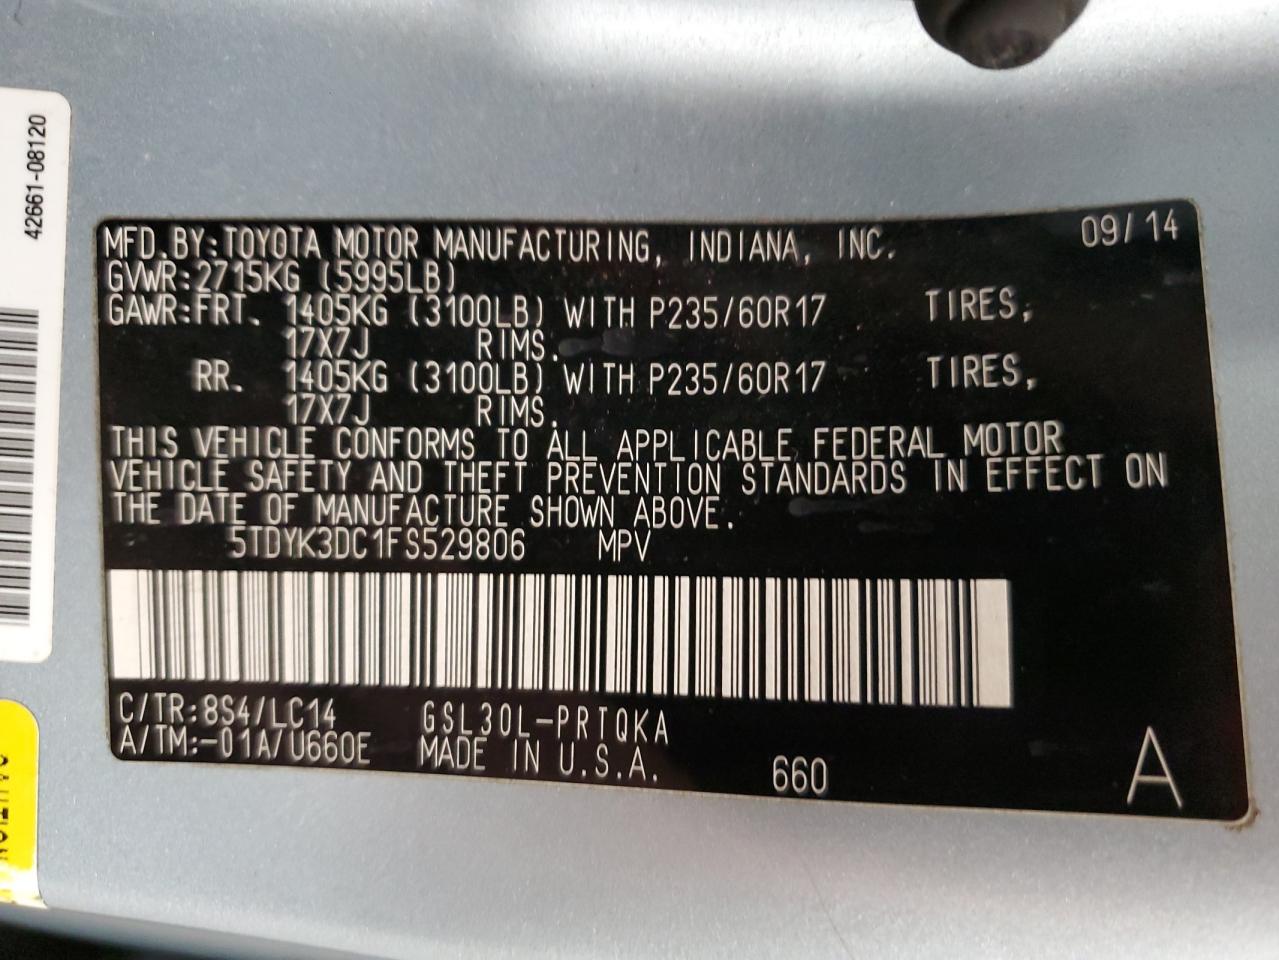 42661-08120
MFD.BY:TOYOTA MOTOR MANUFACTURING, INDIANA, INC. 09/14
GVWR:2715KG (5995LB)
GAWR:FRT. 1405KG (3100LB) WITH P235/60R17 TIRES,
17X7J RIMS.
RR. 1405KG (3100LB) WITH P235/60R17 TIRES,
17X7J RIMS.
THIS VEHICLE CONFORMS TO ALL APPLICABLE FEDERAL MOTOR
VEHICLE SAFETY AND THEFT PREVENTION STANDARDS IN EFFECT ON
THE DATE OF MANUFACTURE SHOWN ABOVE.
5TDYK3DC1FS529806 MPV
C/TR:8S4/LC14 GSL30L-PRTQKA
A/TM:-01A/U660E MADE IN U.S.A. 660 A